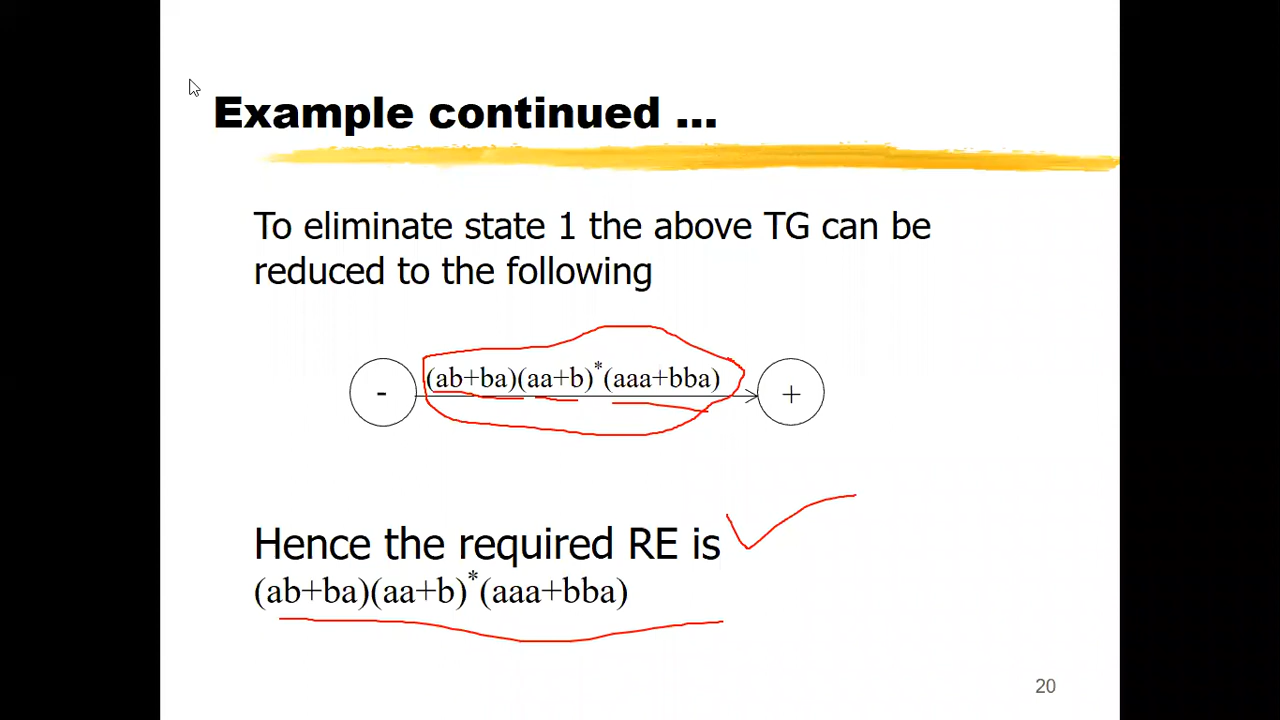 Example continued ...
To eliminate state 1 the above TG can be
reduced to the following
(ab+ba)(aa+b)*(aaa+bba)
- +
Hence the required RE is
(ab+ba)(aa+b)*(aaa+bba)
20